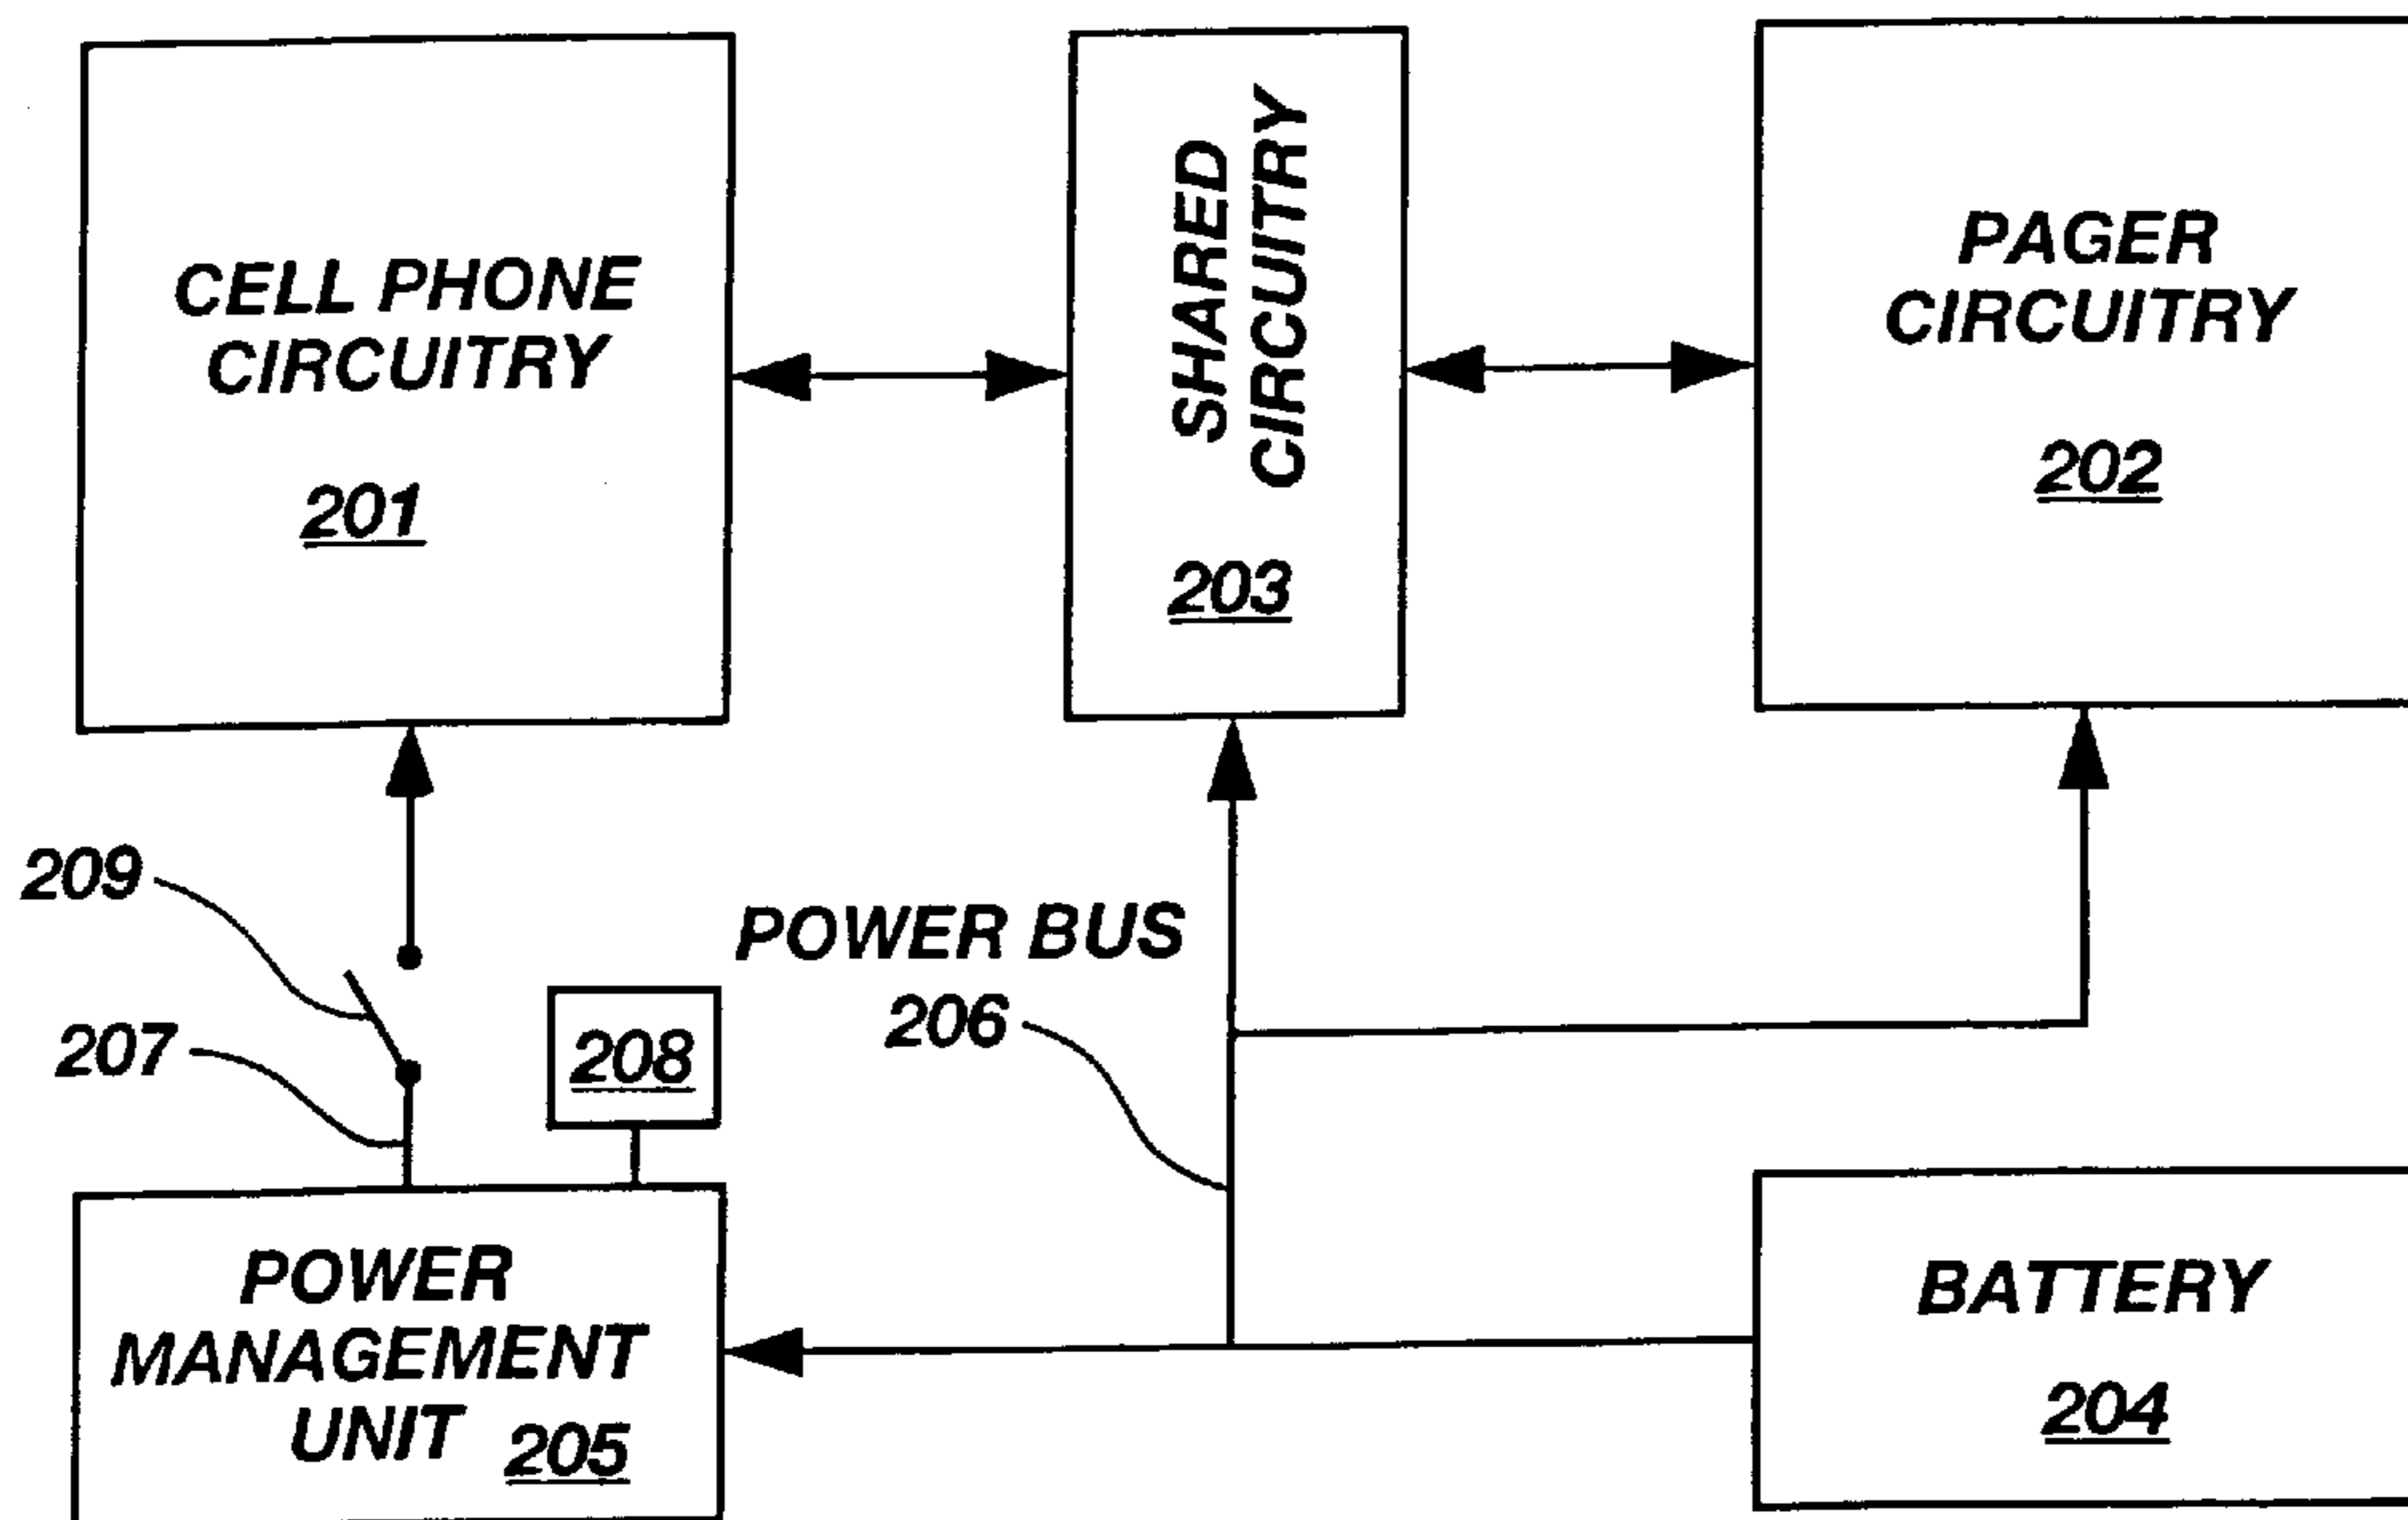 CELL PHONE
CIRCUITRY
201
SHARED
CIRCUITRY
203
PAGER
CIRCUITRY
202
209
207
208
POWER BUS
206
POWER
MANAGEMENT
UNIT 205
BATTERY
204